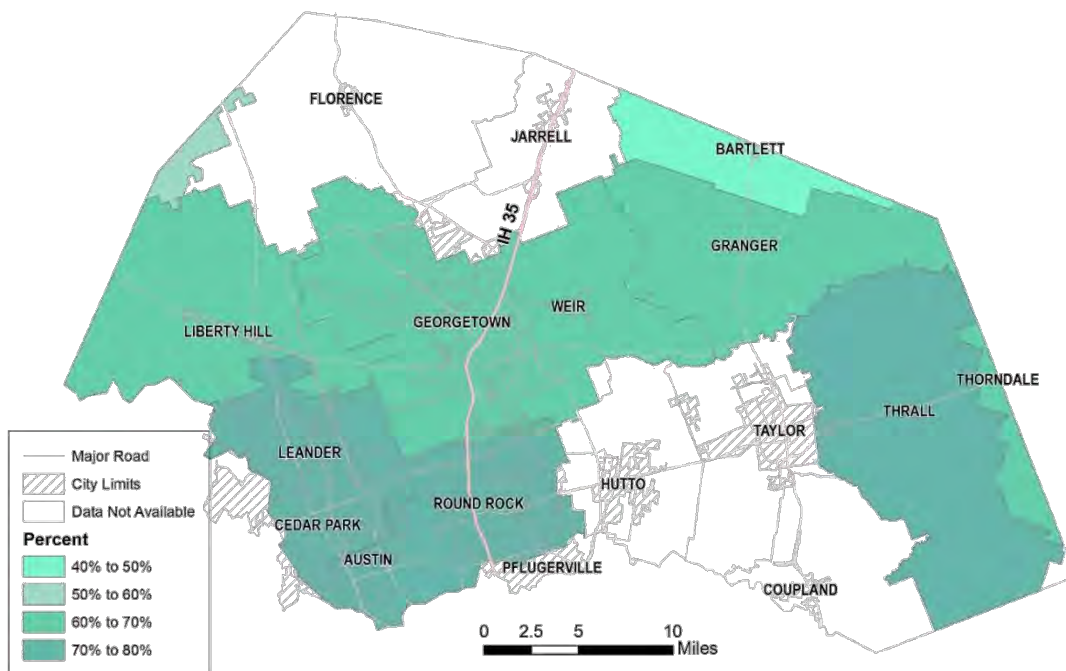 FLORENCE
JARRELL
BARTLETT
IH 35
GRANGER
WEIR
GEORGETOWN
LIBERTY HILL
THORNDALE
THRALL
TAYLOR
LEANDER
HUTTO
ROUND ROCK
CEDAR PARK
AUSTIN
PFLUGERVILLE
COUPLAND
Major Road
City Limits
Data Not Available
Percent
40% to 50%
50% to 60%
60% to 70%
70% to 80%
0 2.5 5 10
Miles